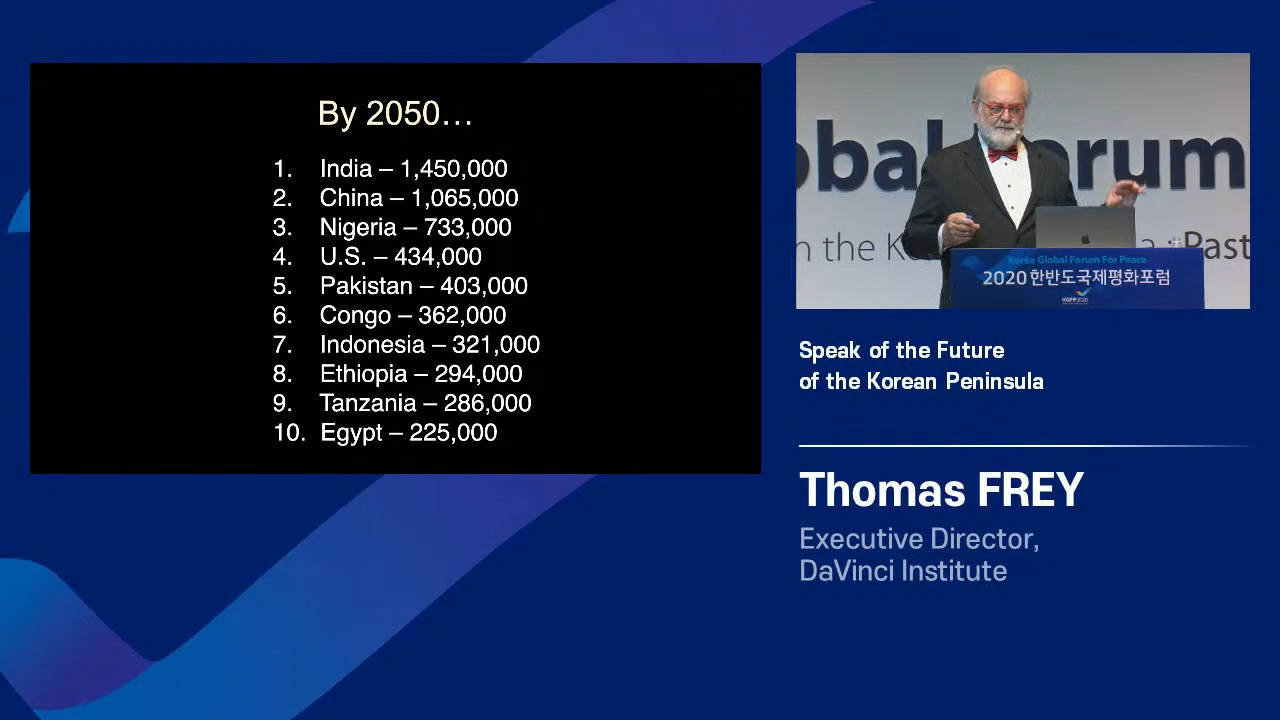 By 2050…
1. India – 1,450,000
2. China – 1,065,000
3. Nigeria – 733,000
4. U.S. – 434,000
5. Pakistan – 403,000
6. Congo – 362,000
7. Indonesia – 321,000
8. Ethiopia – 294,000
9. Tanzania – 286,000
10. Egypt – 225,000
obal Forum
n the K a : Past
Korea Global Forum For Peace
2020 한반도국제평화포럼
KGFP 2020
Speak of the Future
of the Korean Peninsula
Thomas FREY
Executive Director,
DaVinci Institute